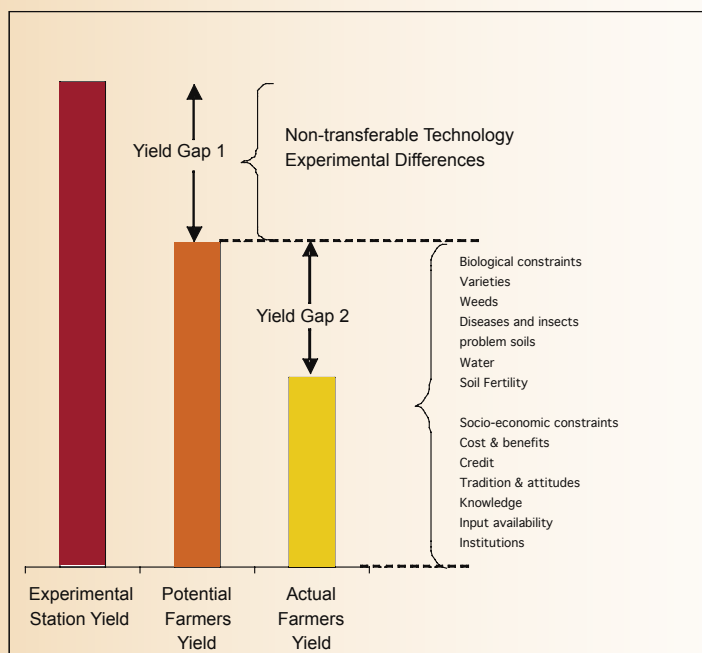 Yield Gap 1
Non-transferable Technology
Experimental Differences
Yield Gap 2
Biological constraints
Varieties
Weeds
Diseases and insects
problem soils
Water
Soil Fertility
Socio-economic constraints
Cost & benefits
Credit
Tradition & attitudes
Knowledge
Input availability
Institutions
Experimental
Station Yield
Potential
Farmers
Yield
Actual
Farmers
Yield